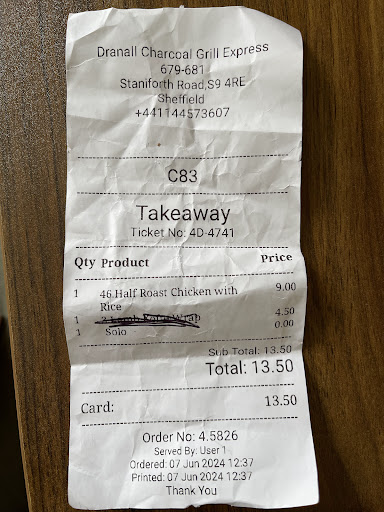 Dranall Charcoal Grill Express
679-681
Staniforth Road,S9 4RE
Sheffield
+441144573607
C83
Takeaway
Ticket No: 4D-4741
Qty Product Price
1 46.Half Roast Chicken with 9.00
Rice
1 4.50
1 Solo 0.00
Sub Total: 13.50
Total: 13.50
Card: 13.50
Order No: 4.5826
Served By: User 1
Ordered: 07 Jun 2024 12:37
Printed: 07 Jun 2024 12:37
Thank You